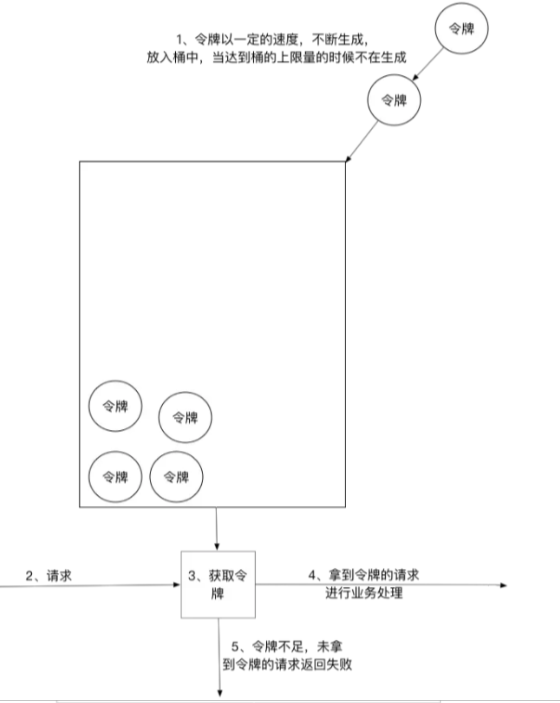 令牌
1、令牌以一定的速度，不断生成，
放入桶中，当达到桶的上限量的时候不在生成
令牌
令牌
令牌
令牌
令牌
2、请求
3、获取令
牌
4、拿到令牌的请求
进行业务处理
5、令牌不足，未拿
到令牌的请求返回失败